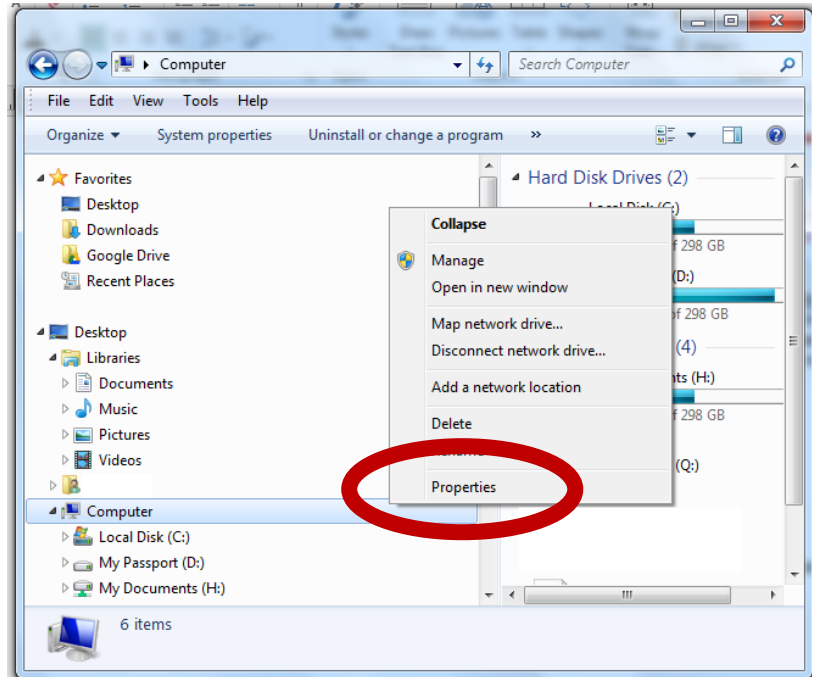 Computer
Search Computer
File Edit View Tools Help
Organize System properties Uninstall or change a program »
Favorites
Desktop
Downloads
Google Drive
Recent Places
Desktop
Libraries
Documents
Music
Pictures
Videos
Computer
Local Disk (C:)
My Passport (D:)
My Documents (H:)
Hard Disk Drives (2)
Local Disk (C:)
f 298 GB
(D:)
of 298 GB
(4)
nts (H:)
f 298 GB
(Q:)
Collapse
Manage
Open in new window
Map network drive...
Disconnect network drive...
Add a network location
Delete
Properties
6 items